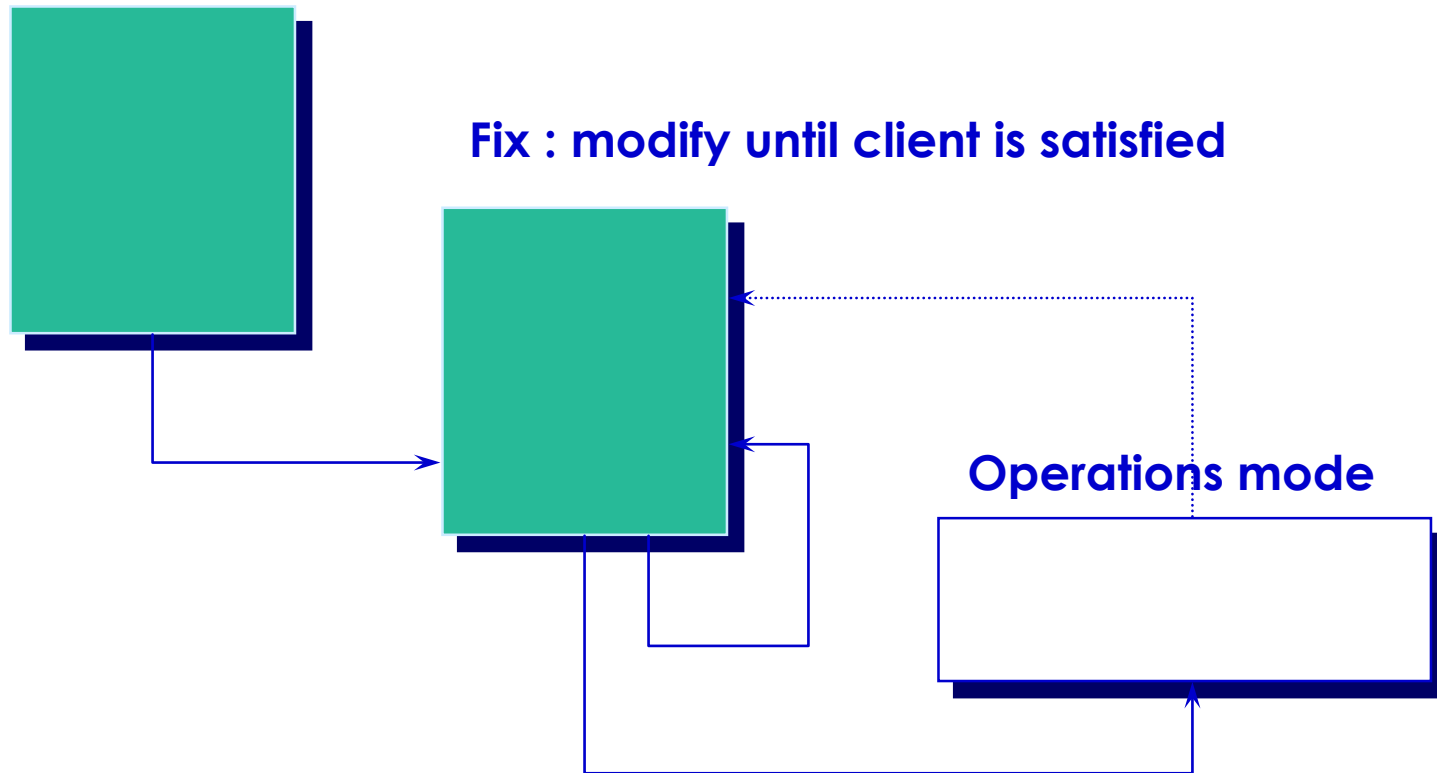 Fix : modify until client is satisfied
Operations mode